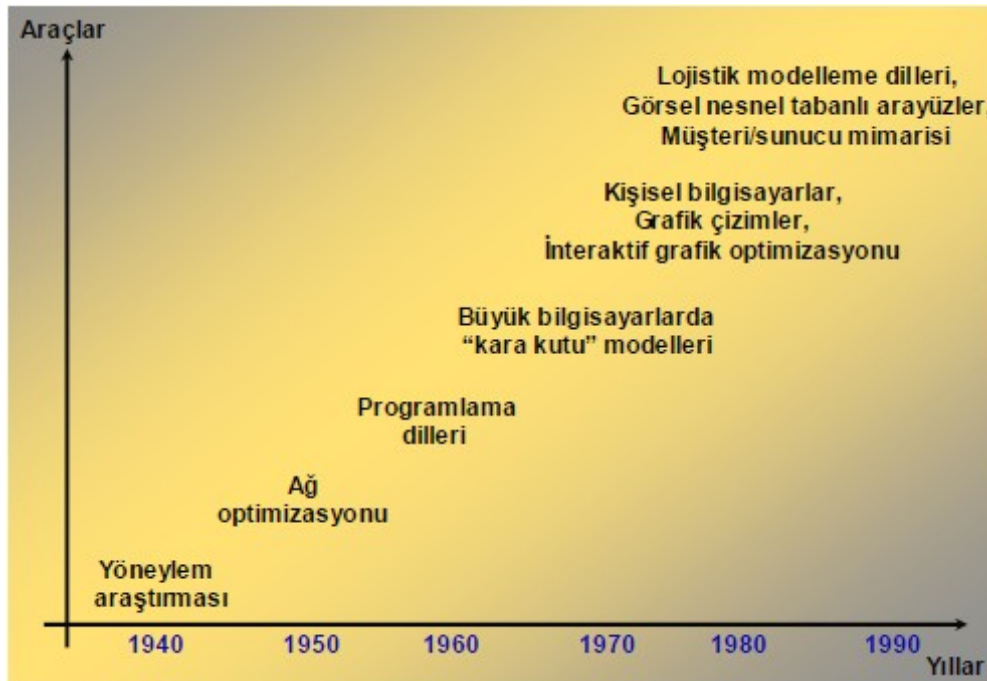 Araçlar
Lojistik modelleme dilleri,
Görsel nesnel tabanlı arayüzler,
Müşteri/sunucu mimarisi
Kişisel bilgisayarlar,
Grafik çizimler,
İnteraktif grafik optimizasyonu
Büyük bilgisayarlarda
“kara kutu” modelleri
Programlama
dilleri
Ağ
optimizasyonu
Yöneylem
araştırması
1940 1950 1960 1970 1980 1990
Yıllar